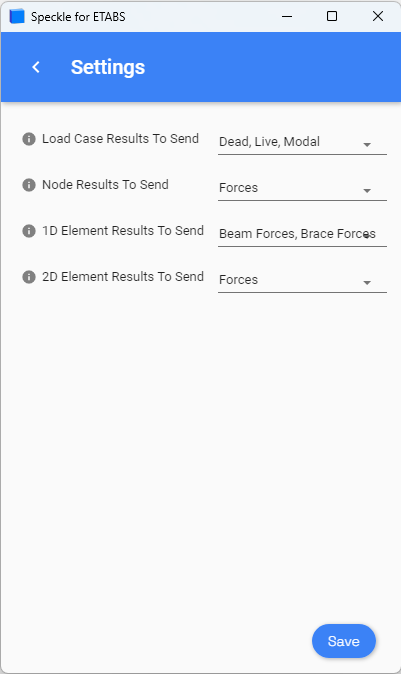 Speckle for ETABS
Settings
Load Case Results To Send
Dead, Live, Modal
Node Results To Send
Forces
1D Element Results To Send
Beam Forces, Brace Forces
2D Element Results To Send
Forces
Save